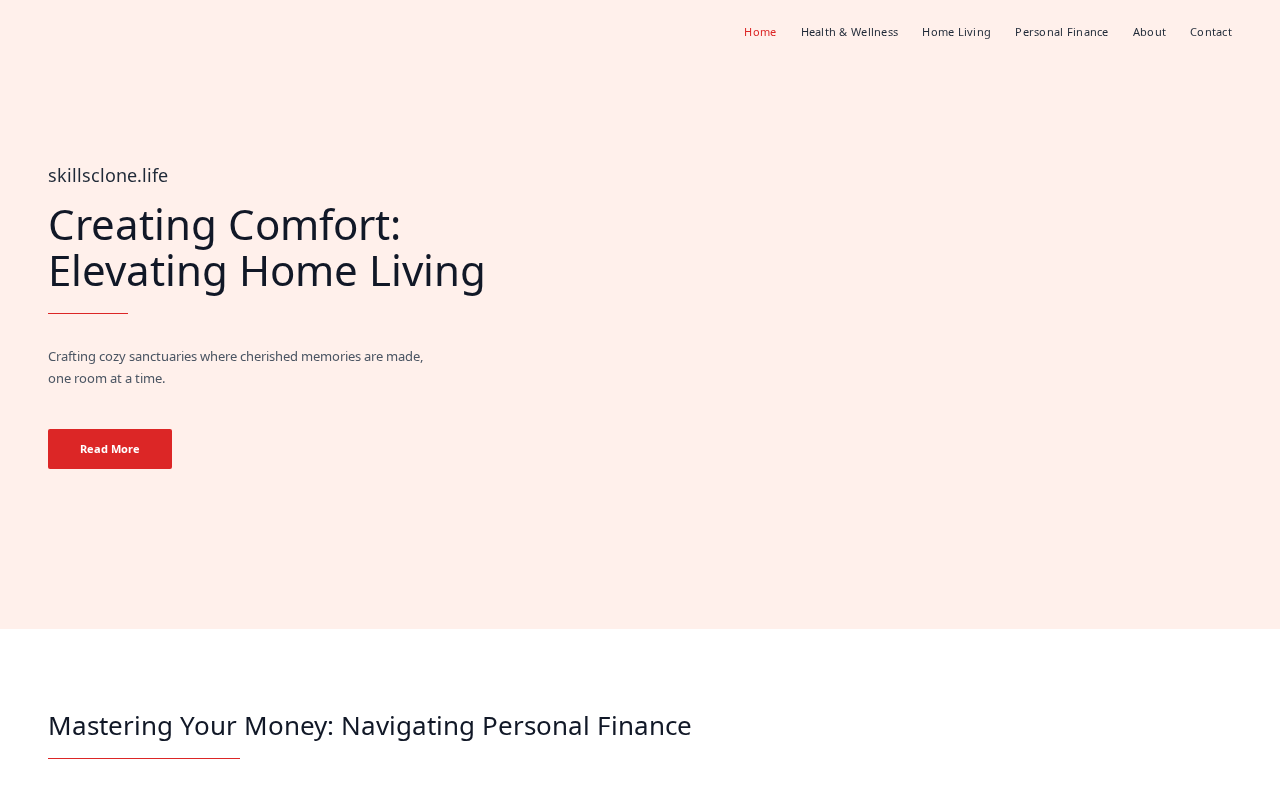 Home Health & Wellness Home Living Personal Finance About Contact
skillsclone.life
Creating Comfort:
Elevating Home Living
Crafting cozy sanctuaries where cherished memories are made,
one room at a time.
Read More
Mastering Your Money: Navigating Personal Finance